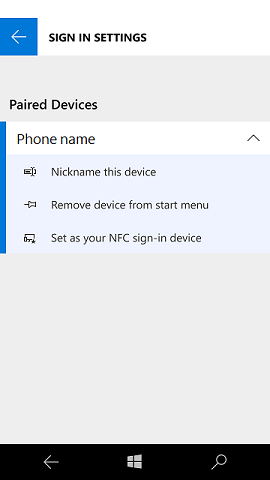 SIGN IN SETTINGS
Paired Devices
Phone name
Nickname this device
Remove device from start menu
Set as your NFC sign-in device